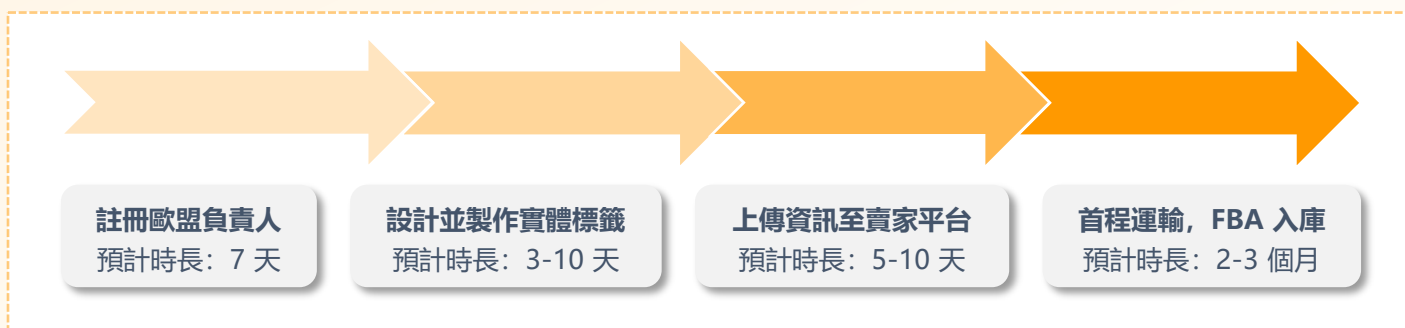 註冊歐盟負責人
預計時長：7 天
設計並製作實體標籤
預計時長：3-10 天
上傳資訊至賣家平台
預計時長：5-10 天
首程運輸，FBA 入庫
預計時長：2-3 個月